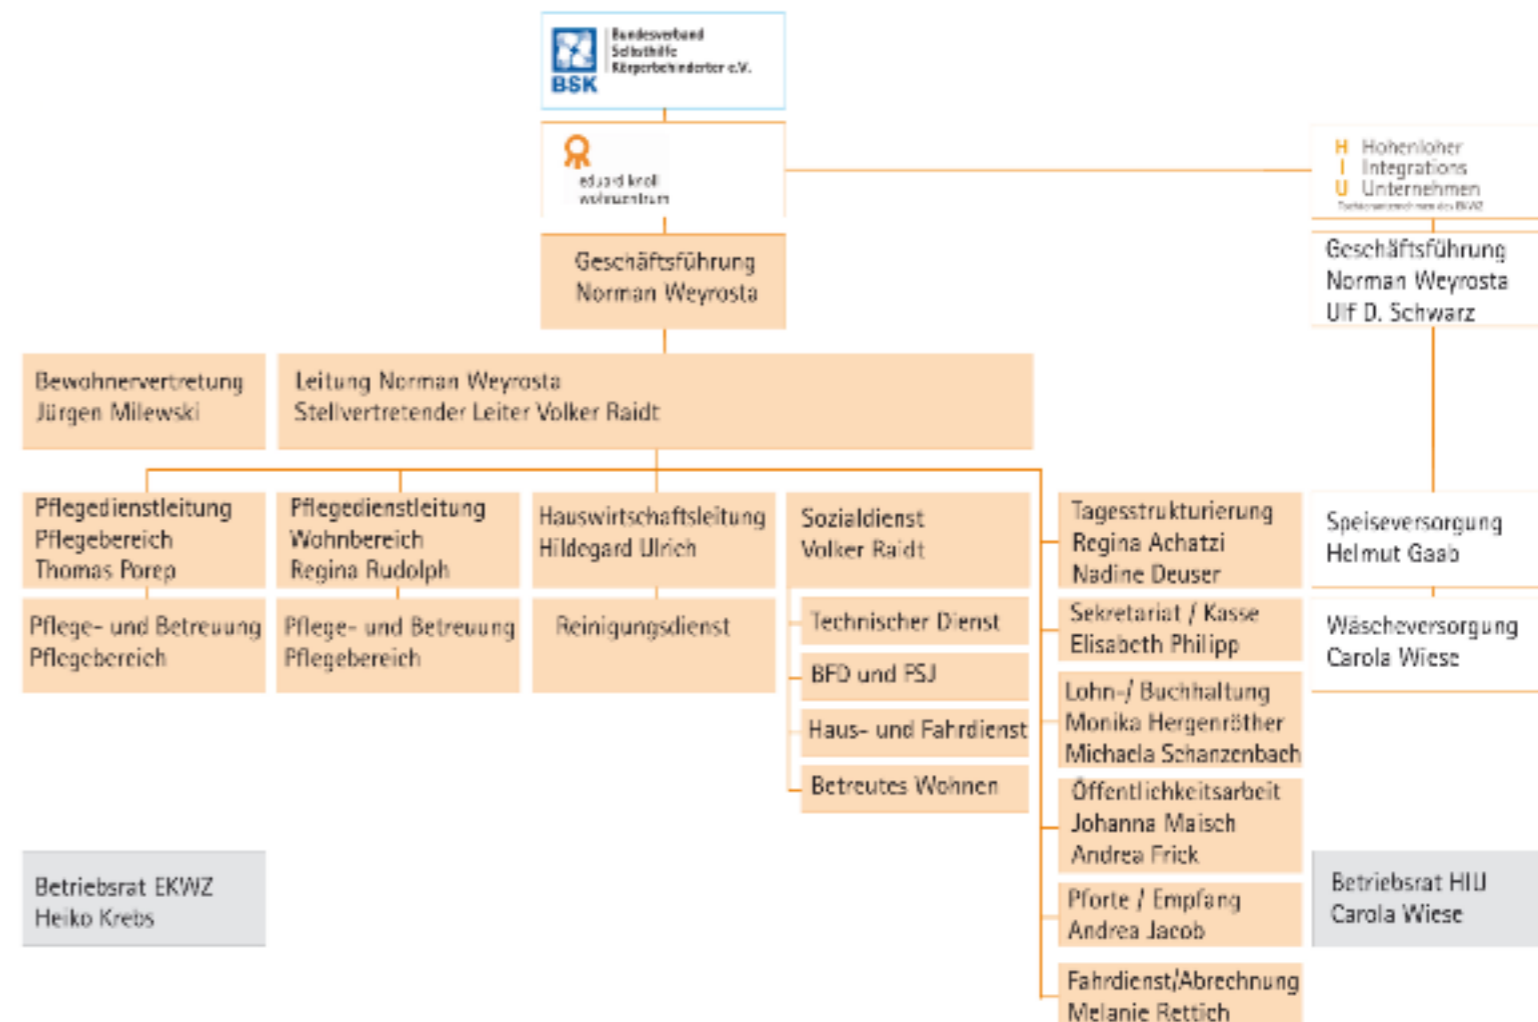 Bundesverband
Selbsthilfe
Körperbehinderter e.V.
BSK
eduard knoll
wohnzentrum
H Hohenloher
I Integrations
U Unternehmen
Tochterunternehmen des EKWZ
Geschäftsführung
Norman Weyrosta
Geschäftsführung
Norman Weyrosta
Ulf D. Schwarz
Bewohnervertretung
Jürgen Milewski
Leitung Norman Weyrosta
Stellvertretender Leiter Volker Raidt
Pflegedienstleitung
Pflegebereich
Thomas Porep
Pflegedienstleitung
Wohnbereich
Regina Rudolph
Hauswirtschaftsleitung
Hildegard Ulrich
Sozialdienst
Volker Raidt
Tagesstrukturierung
Regina Achatzi
Nadine Deuser
Speiseversorgung
Helmut Gaab
Pflege- und Betreuung
Pflegebereich
Pflege- und Betreuung
Pflegebereich
Reinigungsdienst
Technischer Dienst
BFD und FSJ
Haus- und Fahrdienst
Betreutes Wohnen
Sekretariat / Kasse
Elisabeth Philipp
Lohn-/ Buchhaltung
Monika Hergenröther
Michaela Schanzenbach
Öffentlichkeitsarbeit
Johanna Maisch
Andrea Frick
Pforte / Empfang
Andrea Jacob
Fahrdienst/Abrechnung
Melanie Rettich
Wäscheversorgung
Carola Wiese
Betriebsrat EKWZ
Heiko Krebs
Betriebsrat HIU
Carola Wiese